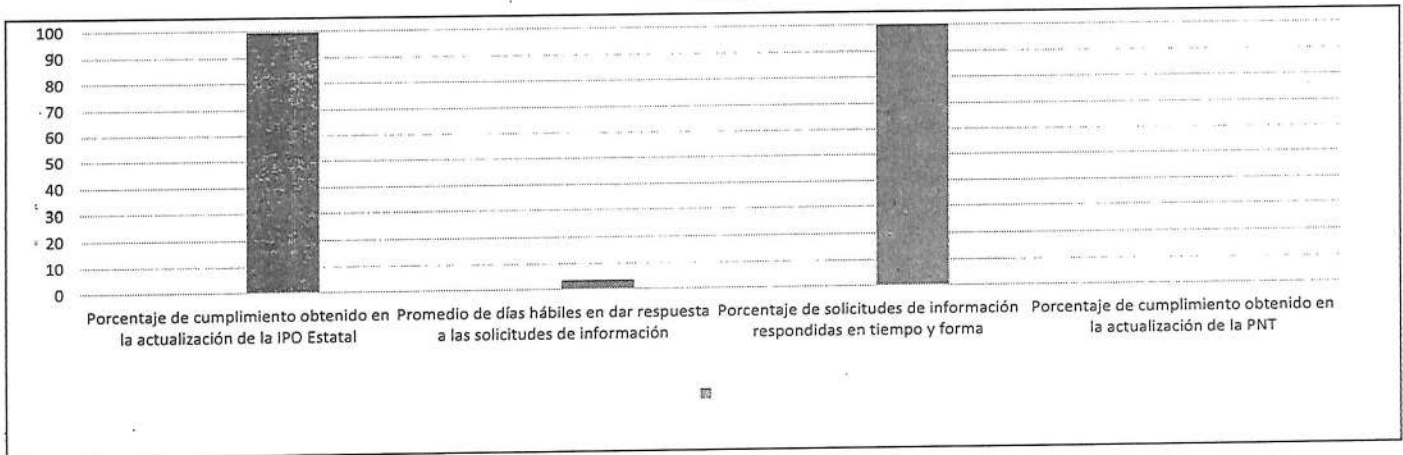 100
90
80
70
60
50
40
30
20
10
0
Porcentaje de cumplimiento obtenido en
la actualización de la IPO Estatal
Promedio de días hábiles en dar respuesta
a las solicitudes de información
Porcentaje de solicitudes de información
respondidas en tiempo y forma
Porcentaje de cumplimiento obtenido en
la actualización de la PNT